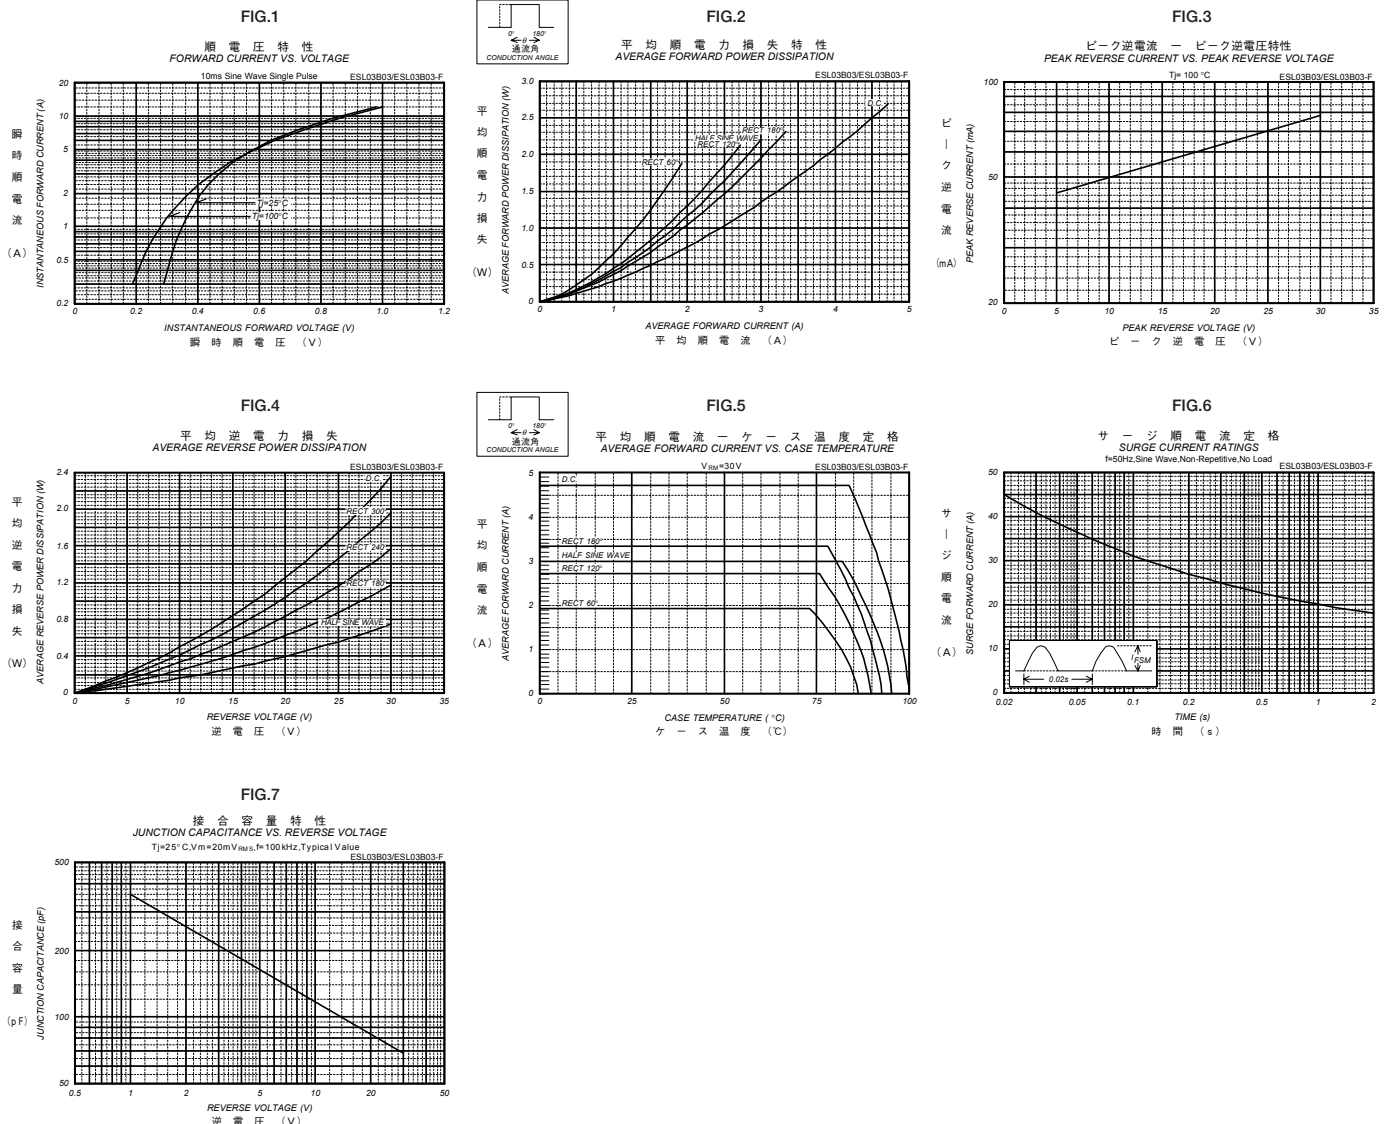 FIG.1
順電圧特性
FORWARD CURRENT VS. VOLTAGE
10ms Sine Wave Single Pulse
ESL03B03/ESL03B03-F
瞬時順電流 (A)
INSTANTANEOUS FORWARD CURRENT (A)
20
10
5
2
1
0.5
0.2
Tj=25°C
Tj=100°C
0 0.2 0.4 0.6 0.8 1.0 1.2
INSTANTANEOUS FORWARD VOLTAGE (V)
瞬時順電圧 (V)
0° 180°
θ
通流角
CONDUCTION ANGLE
FIG.2
平均順電力損失特性
AVERAGE FORWARD POWER DISSIPATION
ESL03B03/ESL03B03-F
平均順電力損失 (W)
AVERAGE FORWARD POWER DISSIPATION (W)
3.0
2.5
2.0
1.5
1.0
0.5
0
D.C.
RECT 180°
HALF SINE WAVE
RECT 120°
RECT 60°
0 1 2 3 4 5
AVERAGE FORWARD CURRENT (A)
平均順電流 (A)
FIG.3
ピーク逆電流 ー ピーク逆電圧特性
PEAK REVERSE CURRENT VS. PEAK REVERSE VOLTAGE
Tj= 100 °C
ESL03B03/ESL03B03-F
ピーク逆電流 (mA)
PEAK REVERSE CURRENT (mA)
100
50
20
0 5 10 15 20 25 30 35
PEAK REVERSE VOLTAGE (V)
ピーク逆電圧 (V)
FIG.4
平均逆電力損失
AVERAGE REVERSE POWER DISSIPATION
ESL03B03/ESL03B03-F
平均逆電力損失 (W)
AVERAGE REVERSE POWER DISSIPATION (W)
2.4
2.0
1.6
1.2
0.8
0.4
0
D.C.
RECT 300°
RECT 240°
RECT 180°
HALF SINE WAVE
0 5 10 15 20 25 30 35
REVERSE VOLTAGE (V)
逆電圧 (V)
0° 180°
θ
通流角
CONDUCTION ANGLE
FIG.5
平均順電流ーケース温度定格
AVERAGE FORWARD CURRENT VS. CASE TEMPERATURE
VRM=30V
ESL03B03/ESL03B03-F
平均順電流 (A)
AVERAGE FORWARD CURRENT (A)
5
4
3
2
1
0
D.C.
RECT 180°
HALF SINE WAVE
RECT 120°
RECT 60°
0 25 50 75 100
CASE TEMPERATURE (°C)
ケース温度 (℃)
FIG.6
サージ順電流定格
SURGE CURRENT RATINGS
f=50Hz,Sine Wave,Non-Repetitive,No Load
ESL03B03/ESL03B03-F
サージ順電流 (A)
SURGE FORWARD CURRENT (A)
50
40
30
20
10
0
IFSM
0.02s
0.02 0.05 0.1 0.2 0.5 1 2
TIME (s)
時間 (s)
FIG.7
接合容量特性
JUNCTION CAPACITANCE VS. REVERSE VOLTAGE
Tj=25°C,Vm=20mVRMS,f=100kHz,Typical Value
ESL03B03/ESL03B03-F
接合容量 (pF)
JUNCTION CAPACITANCE (pF)
500
200
100
50
0.5 1 2 5 10 20 50
REVERSE VOLTAGE (V)
逆電圧 (V)